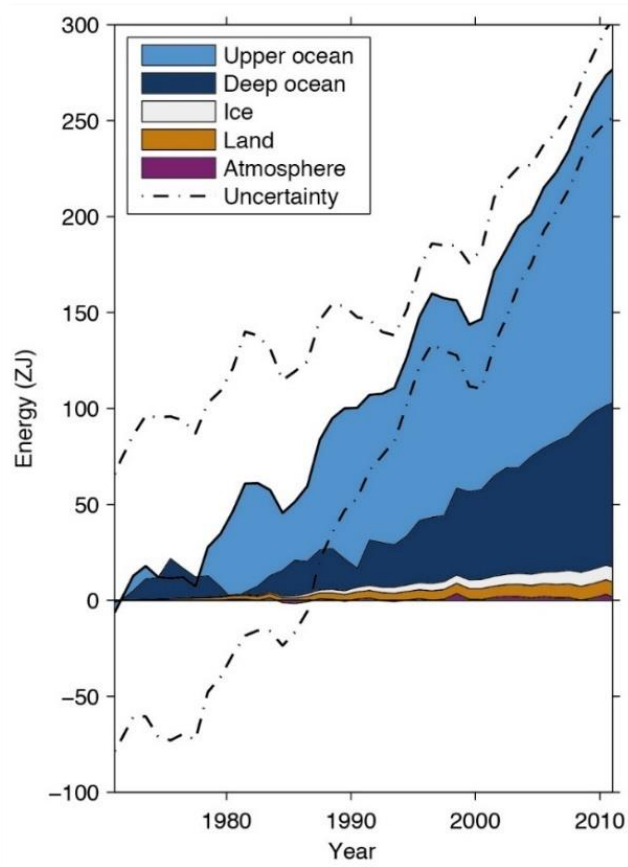 300
250
200
150
100
50
0
−50
−100
Energy (ZJ)
Upper ocean
Deep ocean
Ice
Land
Atmosphere
Uncertainty
1980
1990
2000
2010
Year